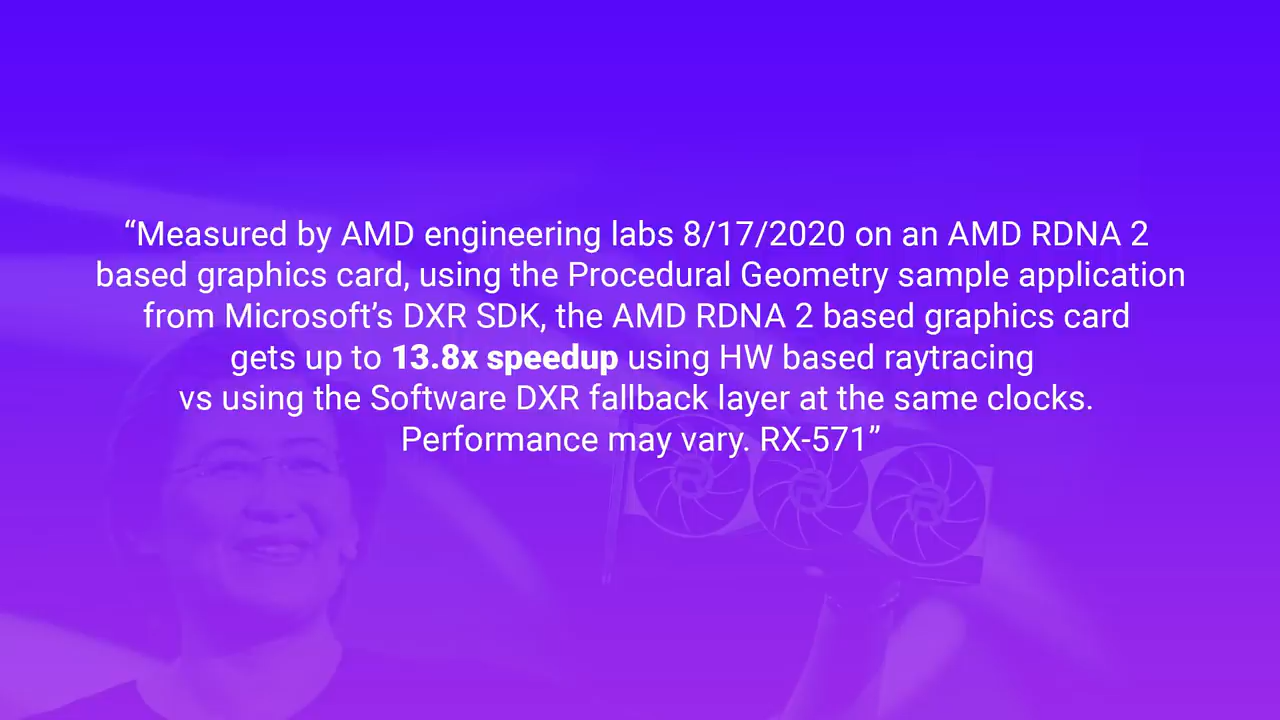 “Measured by AMD engineering labs 8/17/2020 on an AMD RDNA 2
based graphics card, using the Procedural Geometry sample application
from Microsoft’s DXR SDK, the AMD RDNA 2 based graphics card
gets up to 13.8x speedup using HW based raytracing
vs using the Software DXR fallback layer at the same clocks.
Performance may vary. RX-571”